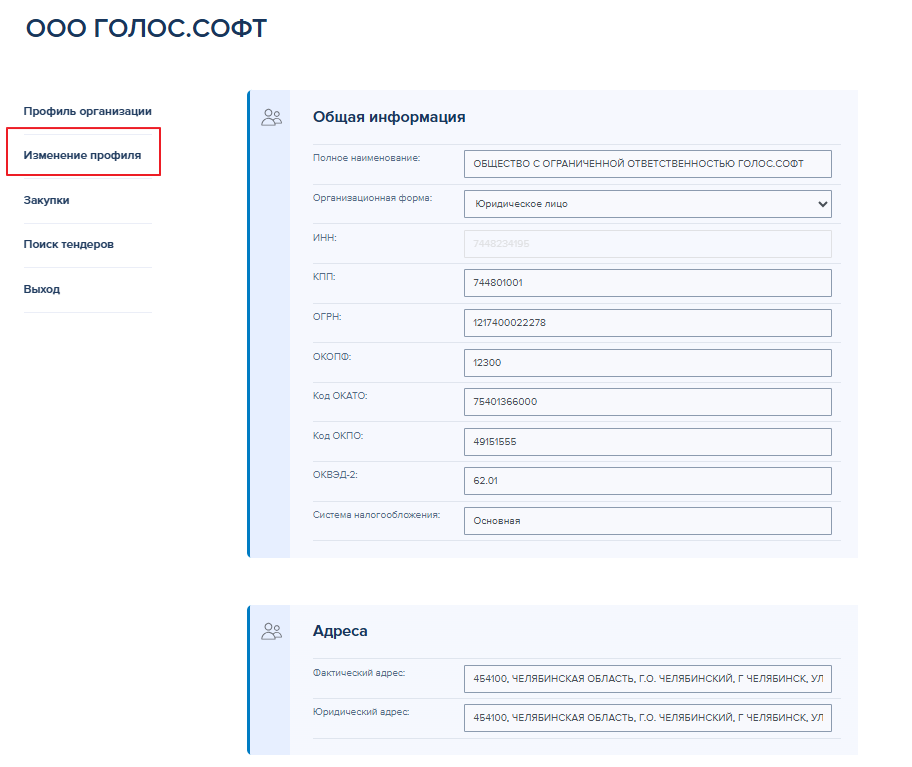 ООО ГОЛОС.СОФТ
Профиль организации
Изменение профиля
Закупки
Поиск тендеров
Выход
Общая информация
Полное наименование: ОБЩЕСТВО С ОГРАНИЧЕННОЙ ОТВЕТСТВЕННОСТЬЮ ГОЛОС.СОФТ
Организационная форма: Юридическое лицо
ИНН: 7448234195
КПП: 744801001
ОГРН: 1217400022278
ОКОПФ: 12300
Код ОКАТО: 75401366000
Код ОКПО: 49151555
ОКВЭД-2: 62.01
Система налогообложения: Основная
Адреса
Фактический адрес: 454100, ЧЕЛЯБИНСКАЯ ОБЛАСТЬ, Г.О. ЧЕЛЯБИНСКИЙ, Г ЧЕЛЯБИНСК, УЛ
Юридический адрес: 454100, ЧЕЛЯБИНСКАЯ ОБЛАСТЬ, Г.О. ЧЕЛЯБИНСКИЙ, Г ЧЕЛЯБИНСК, УЛ